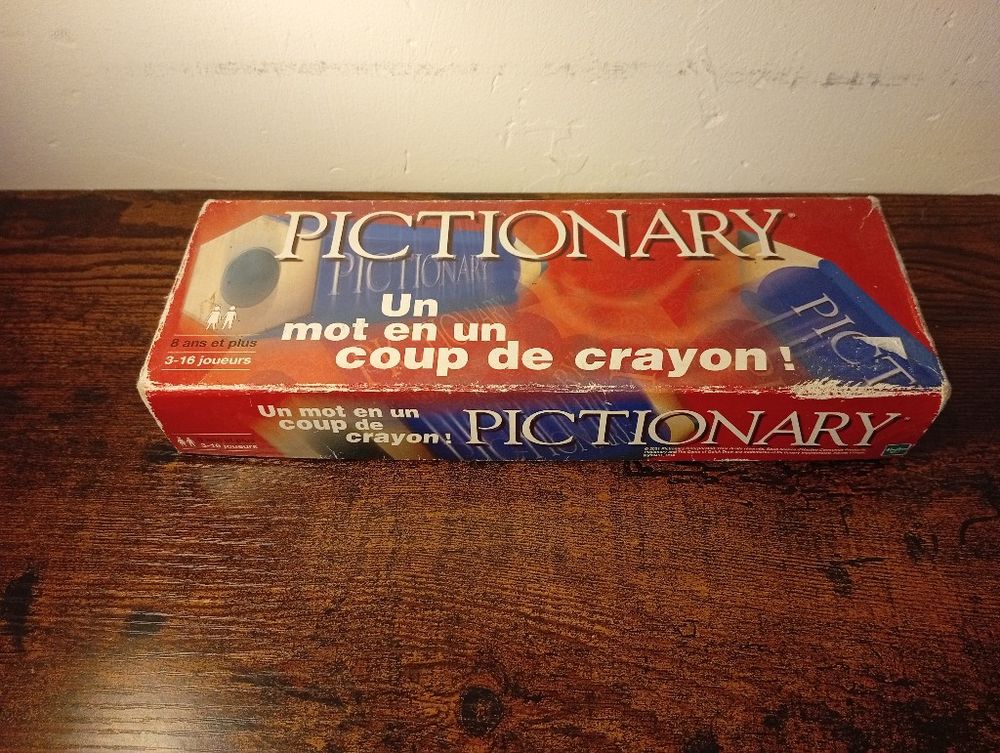 PICTIONARY
PICTIONARY
Un
mot en un
coup de crayon !
8 ans et plus
3-16 joueurs
PICT
Un mot en un
coup de
crayon !
PICTIONARY
3-16 joueurs